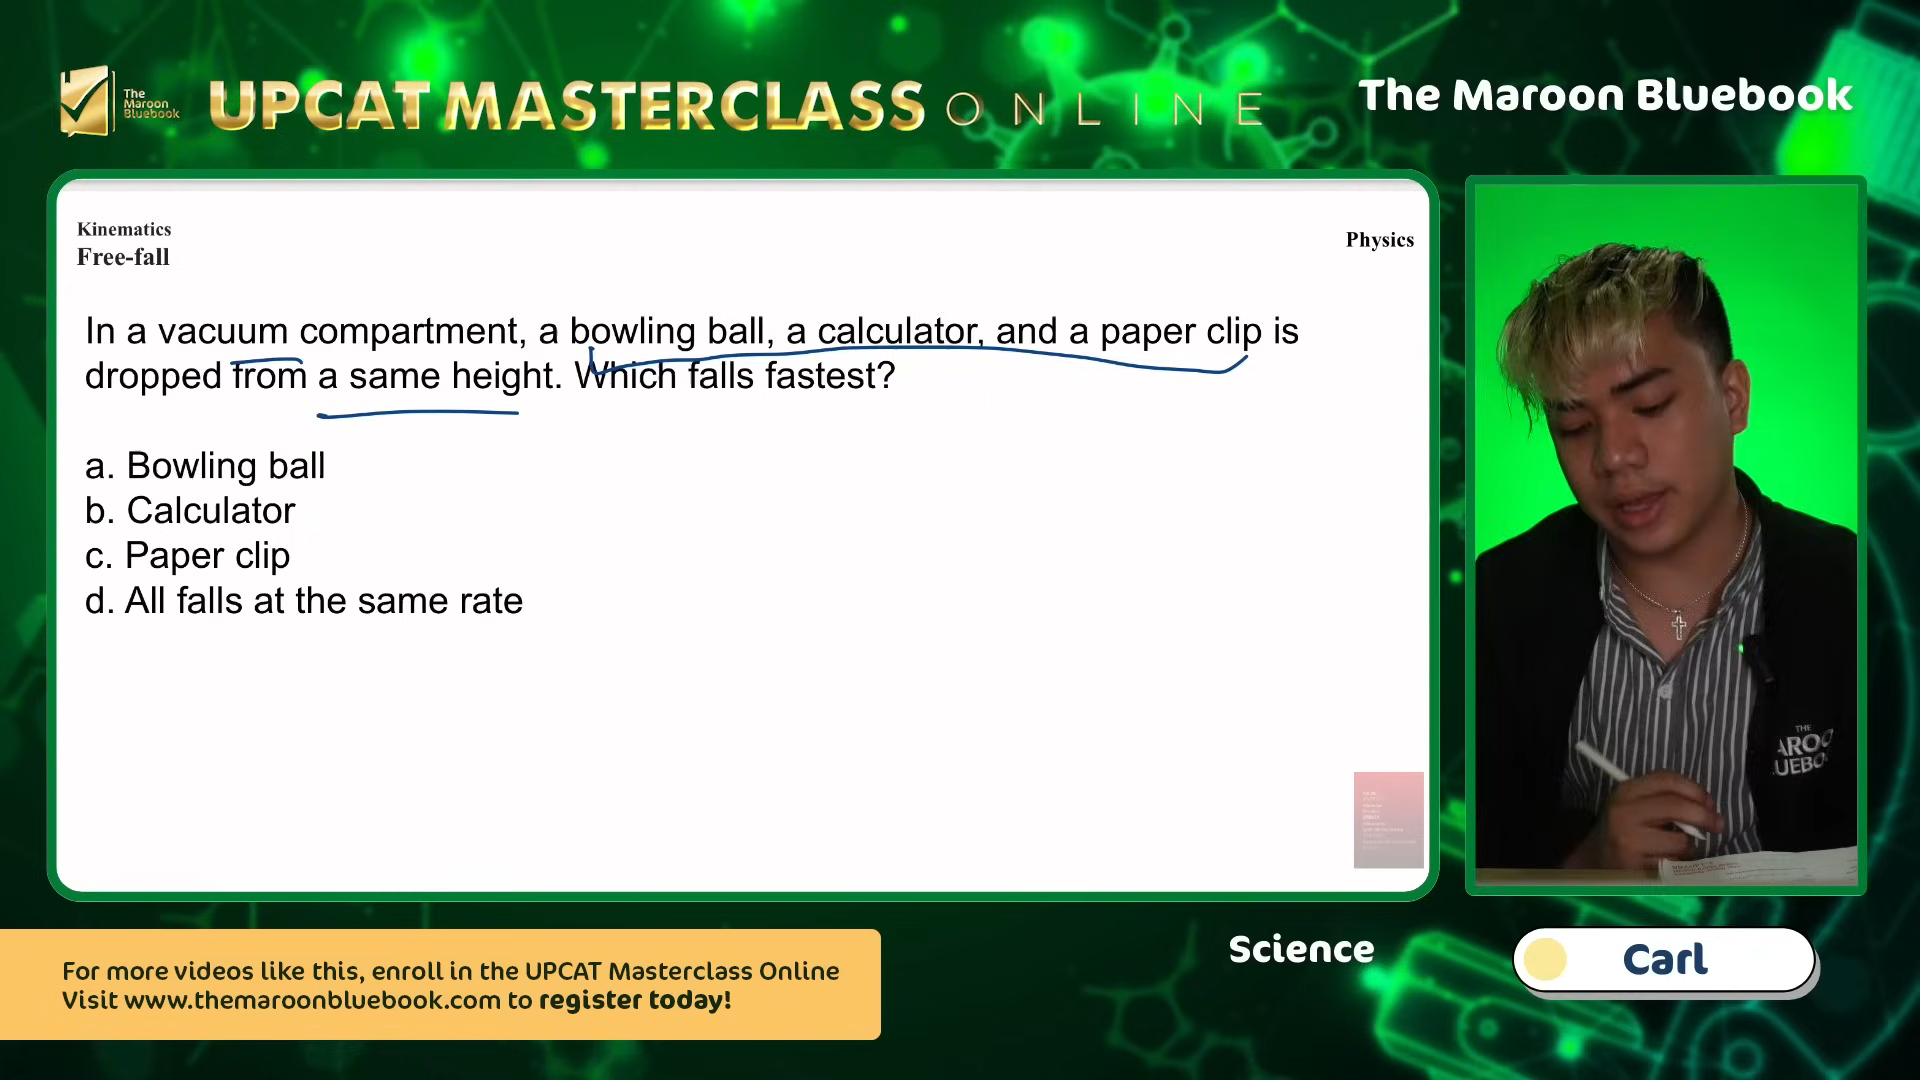 The
Maroon
Bluebook
UPCAT MASTERCLASS ONLINE
The Maroon Bluebook
Kinematics
Free-fall
Physics
In a vacuum compartment, a bowling ball, a calculator, and a paper clip is
dropped from a same height. Which falls fastest?
a. Bowling ball
b. Calculator
c. Paper clip
d. All falls at the same rate
THE
For more videos like this, enroll in the UPCAT Masterclass Online
Visit www.themaroonbluebook.com to register today!
Science
Carl